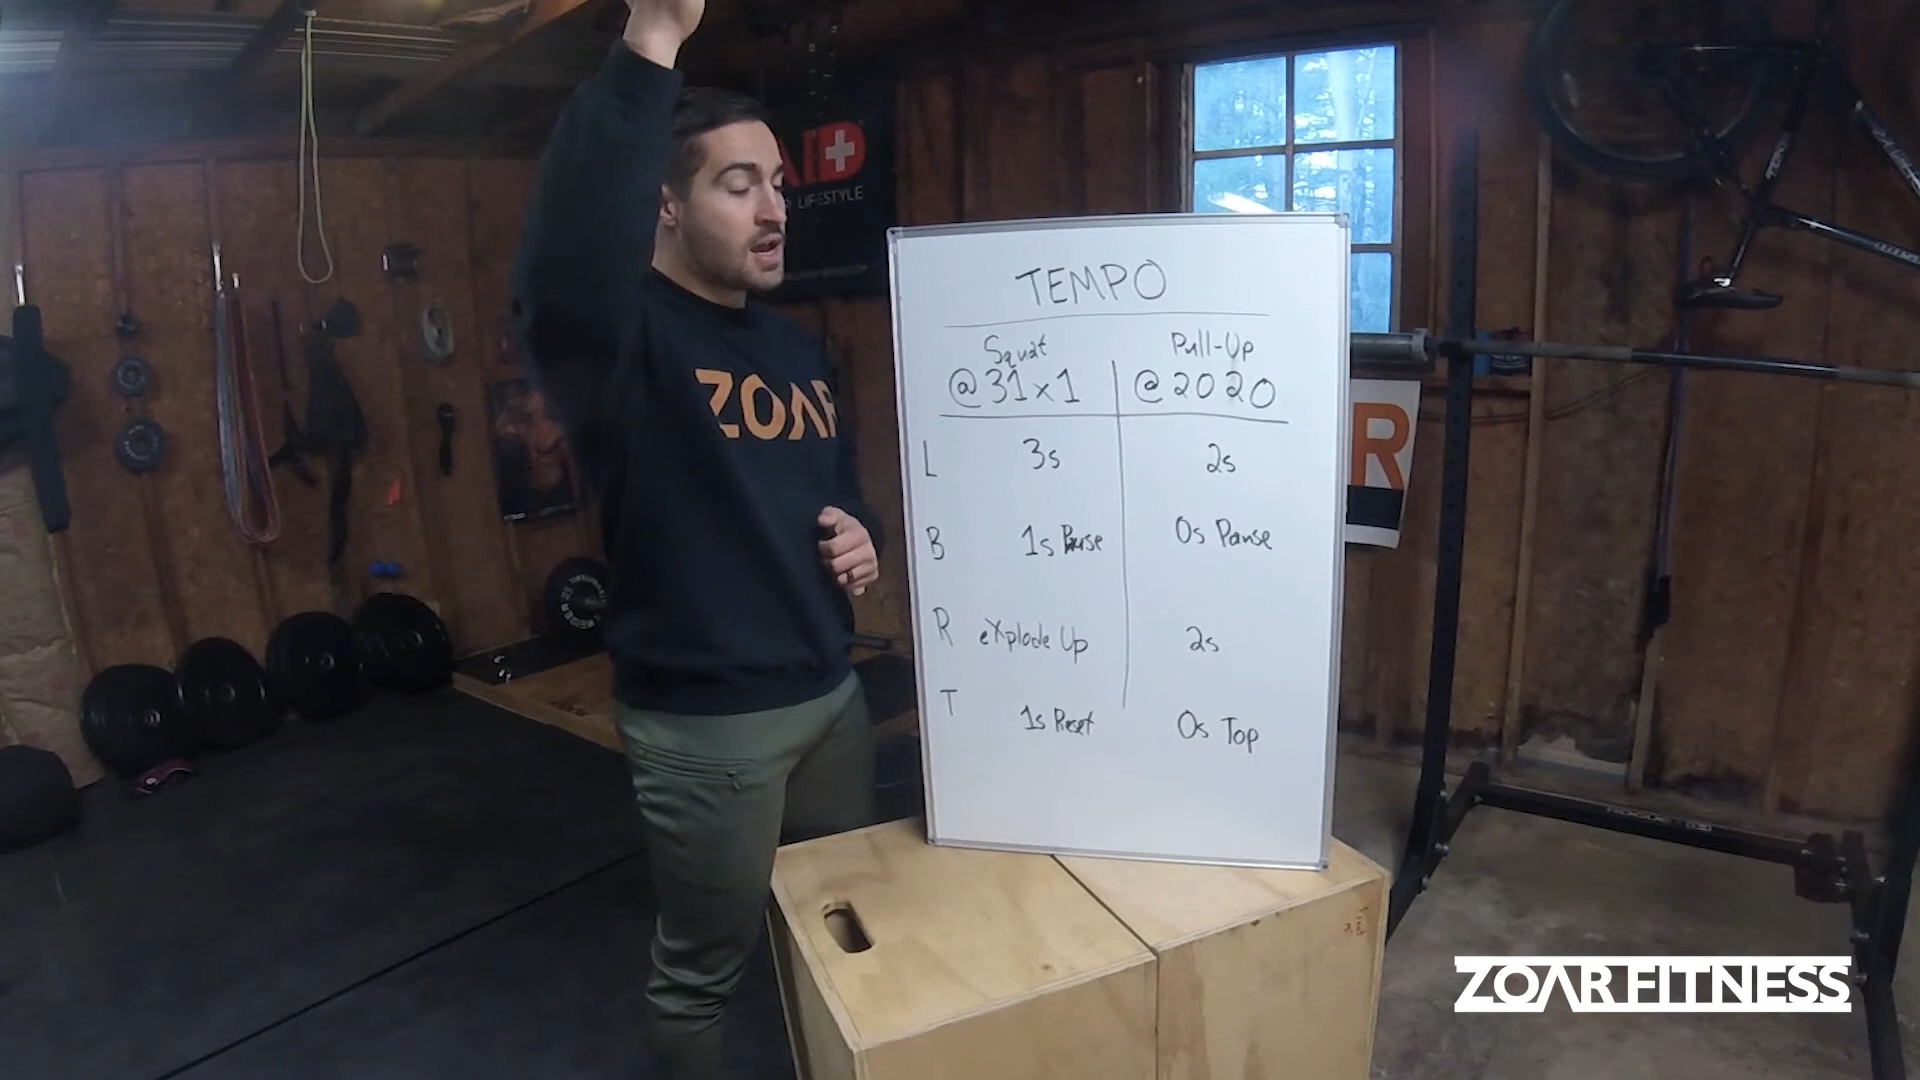 AED
LIFESTYLE
ZOAR
TEMPO
Squat Pull-Up
@31x1 @2020
L 3s 2s
B 1s Pause 0s Pause
R eXplode Up 2s
T 1s Reset 0s Top
R
ZOAR FITNESS